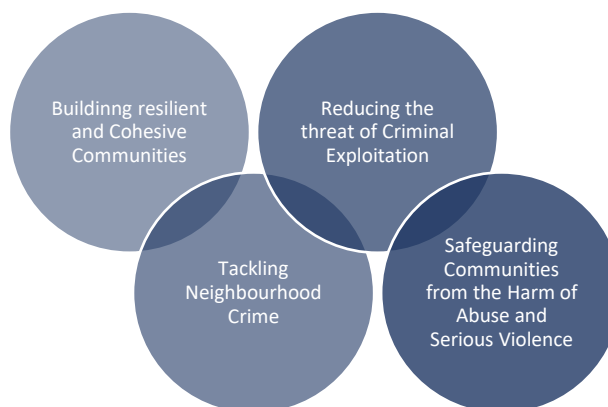 Buildinng resilient
and Cohesive
Communities
Reducing the
threat of Criminal
Exploitation
Tackling
Neighbourhood
Crime
Safeguarding
Communities
from the Harm of
Abuse and
Serious Violence